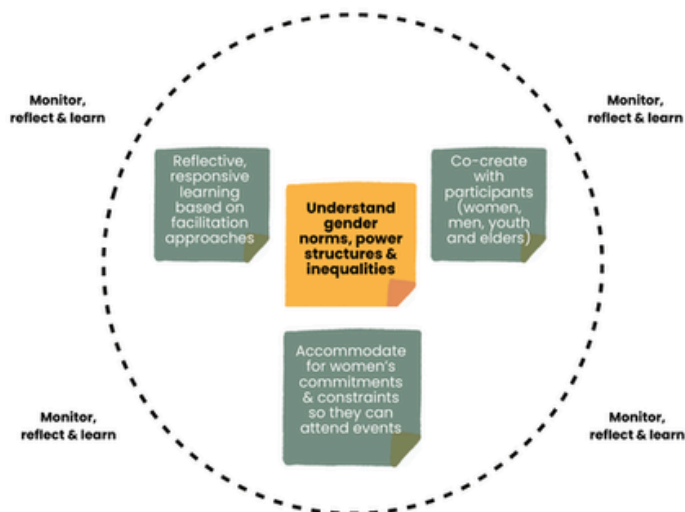 Monitor,
reflect & learn
Monitor,
reflect & learn
Reflective,
responsive
learning
based on
facilitation
approaches
Understand
gender
norms, power
structures &
inequalities
Co-create
with
participants
(women,
men, youth
and elders)
Accommodate
for women's
commitments
& constraints
so they can
attend events
Monitor,
reflect & learn
Monitor,
reflect & learn